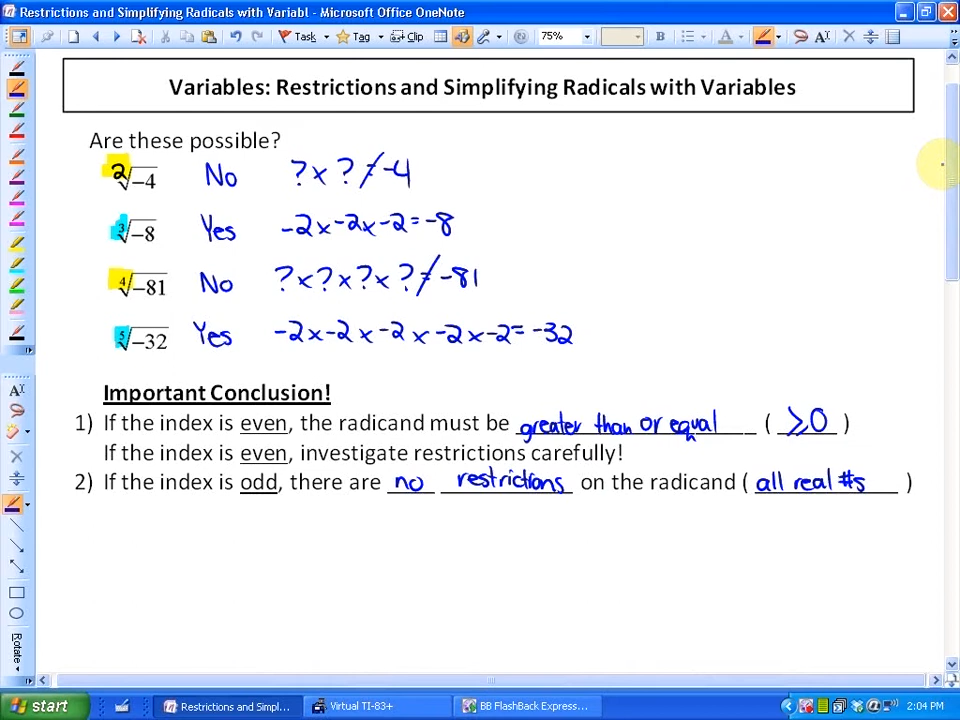 Restrictions and Simplifying Radicals with Variabl - Microsoft Office OneNote
Task Tag Clip 75% B A A
Variables: Restrictions and Simplifying Radicals with Variables
Are these possible?
2√-4 No ? x ? ≠ -4
3√-8 Yes -2 x -2 x -2 = -8
4√-81 No ? x ? x ? x ? ≠ -81
5√-32 Yes -2 x -2 x -2 x -2 x -2 = -32
Important Conclusion!
1) If the index is even, the radicand must be greater than or equal ( ≥0 )
If the index is even, investigate restrictions carefully!
2) If the index is odd, there are no restrictions on the radicand ( all real #s )
Rotate
start Restrictions and Simpl... Virtual TI-83+ BB FlashBack Express... 2:04 PM